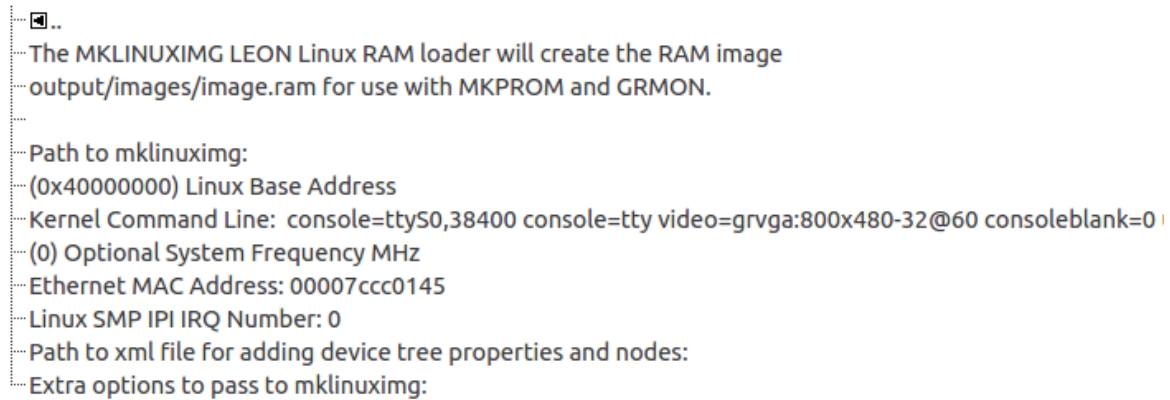 ..
The MKLINUXIMG LEON Linux RAM loader will create the RAM image
output/images/image.ram for use with MKPROM and GRMON.
Path to mklinuximg:
(0x40000000) Linux Base Address
Kernel Command Line:  console=ttyS0,38400 console=tty video=grvga:800x480-32@60 consoleblank=0
(0) Optional System Frequency MHz
Ethernet MAC Address: 00007ccc0145
Linux SMP IPI IRQ Number: 0
Path to xml file for adding device tree properties and nodes:
Extra options to pass to mklinuximg: